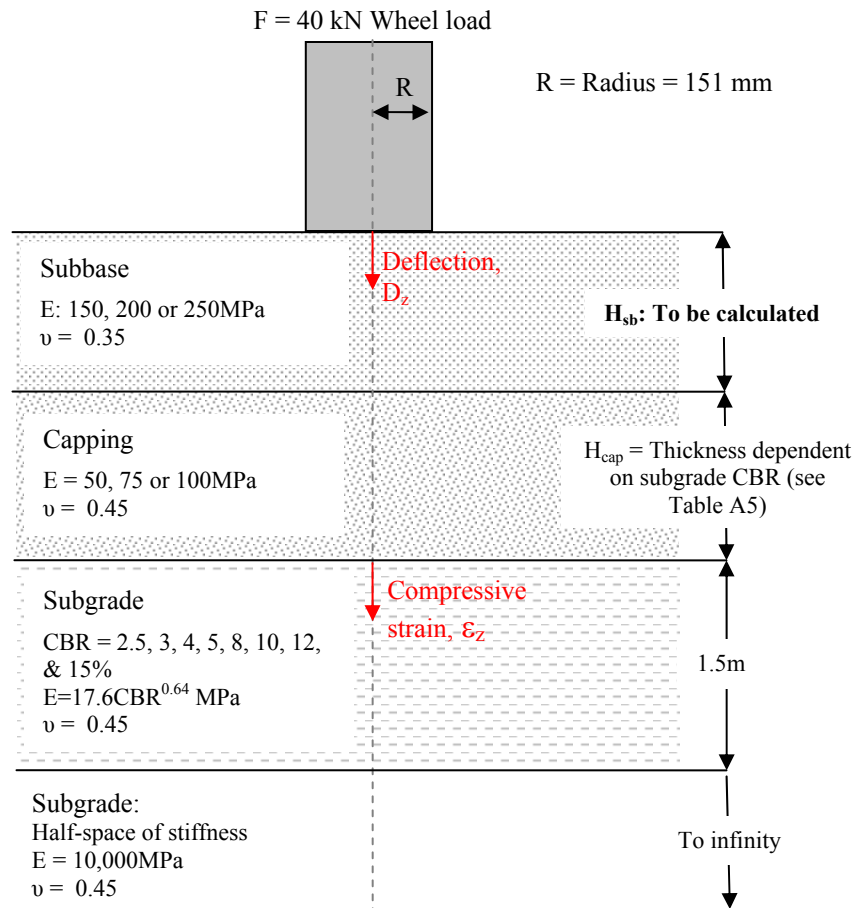 F = 40 kN Wheel load
R
R = Radius = 151 mm
Subbase
E: 150, 200 or 250MPa
υ = 0.35
Deflection,
Dz
Hsb: To be calculated
Capping
E = 50, 75 or 100MPa
υ = 0.45
Hcap = Thickness dependent
on subgrade CBR (see
Table A5)
Subgrade
CBR = 2.5, 3, 4, 5, 8, 10, 12,
& 15%
E=17.6CBR^0.64 MPa
υ = 0.45
Compressive
strain, εz
1.5m
Subgrade:
Half-space of stiffness
E = 10,000MPa
υ = 0.45
To infinity